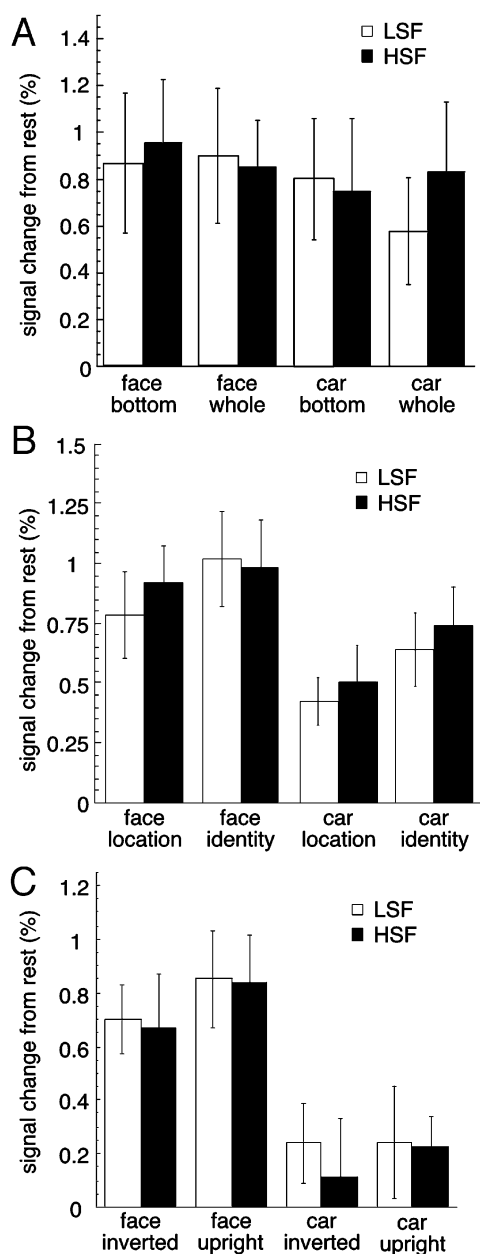 A
signal change from rest (%)
1.4
1.2
1
0.8
0.6
0.4
0.2
0
LSF
HSF
face bottom
face whole
car bottom
car whole
B
signal change from rest (%)
1.5
1.25
1
0.75
0.5
0.25
0
LSF
HSF
face location
face identity
car location
car identity
C
signal change from rest (%)
1.2
1
0.8
0.6
0.4
0.2
0
LSF
HSF
face inverted
face upright
car inverted
car upright